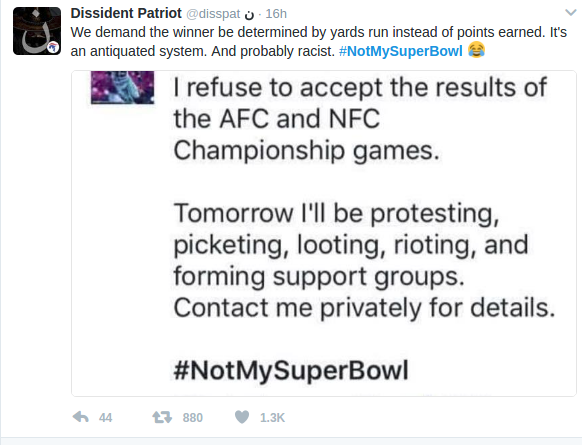 Dissident Patriot @disspat ن · 16h
We demand the winner be determined by yards run instead of points earned. It's
an antiquated system. And probably racist. #NotMySuperBowl 😂
I refuse to accept the results of
the AFC and NFC
Championship games.
Tomorrow I'll be protesting,
picketing, looting, rioting, and
forming support groups.
Contact me privately for details.
#NotMySuperBowl
44 880 1.3K